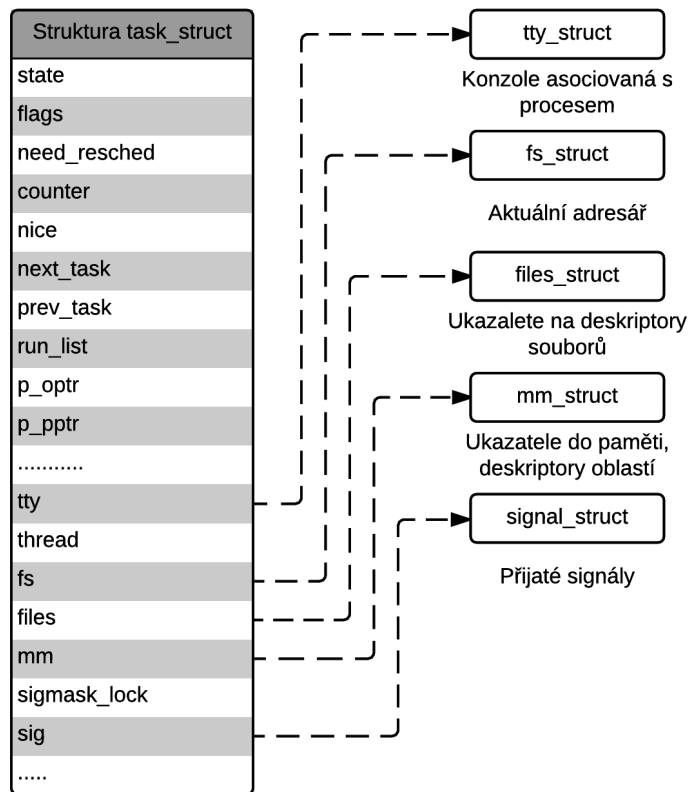 Struktura task_struct
state
flags
need_resched
counter
nice
next_task
prev_task
run_list
p_optr
p_pptr
...........
tty
thread
fs
files
mm
sigmask_lock
sig
.....
tty_struct
Konzole asociovaná s
procesem
fs_struct
Aktuální adresář
files_struct
Ukazalete na deskriptory
souborů
mm_struct
Ukazatele do paměti,
deskriptory oblastí
signal_struct
Přijaté signály